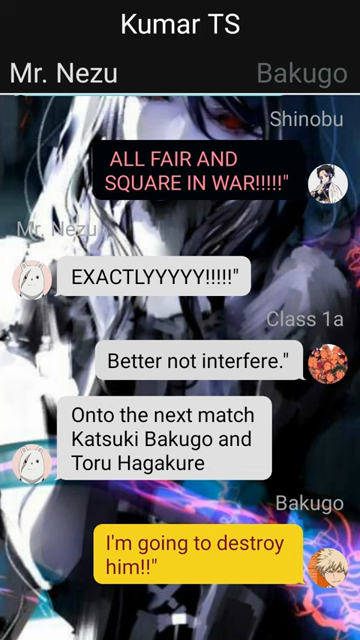 Kumar TS
Mr. Nezu
Bakugo
Shinobu
ALL FAIR AND
SQUARE IN WAR!!!!!"
Mr. Nezu
EXACTLYYYYY!!!!!"
Class 1a
Better not interfere."
Onto the next match
Katsuki Bakugo and
Toru Hagakure
Bakugo
I'm going to destroy
him!!"